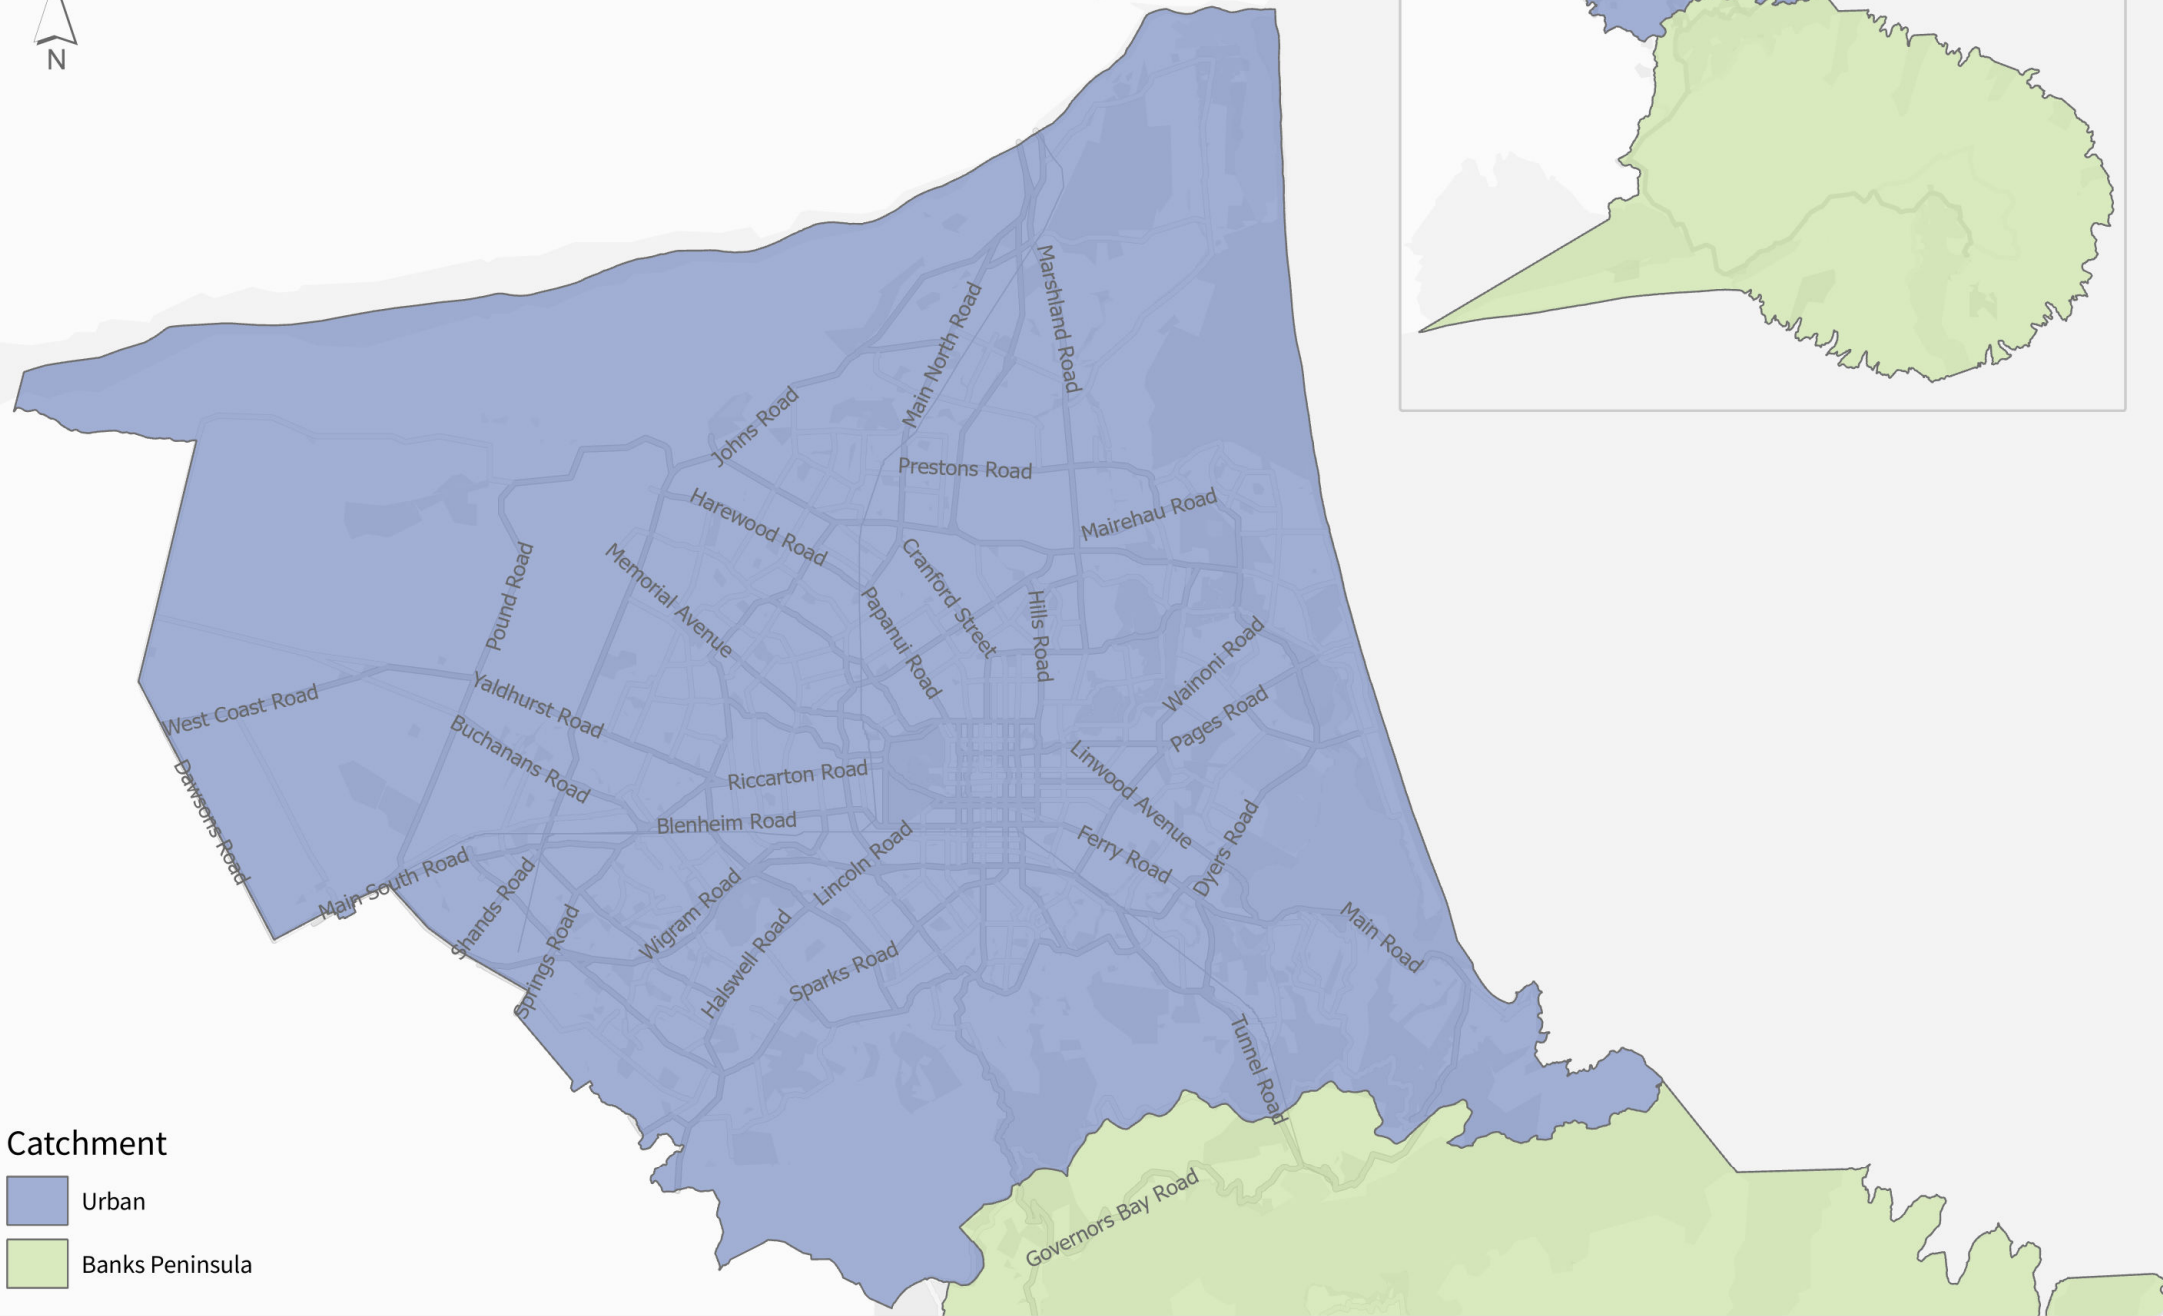 N
Marshland Road
Main North Road
Johns Road
Prestons Road
Harewood Road
Mairehau Road
Memorial Avenue
Pound Road
Cranford Street
Papanui Road
Hills Road
Wainoni Road
Pages Road
West Coast Road
Yaldhurst Road
Buchanans Road
Riccarton Road
Linwood Avenue
Dawsons Road
Blenheim Road
Lincoln Road
Ferry Road
Dyers Road
Main South Road
Shands Road
Wigram Road
Springs Road
Halswell Road
Sparks Road
Main Road
Tunnel Road
Governors Bay Road
Catchment
Urban
Banks Peninsula